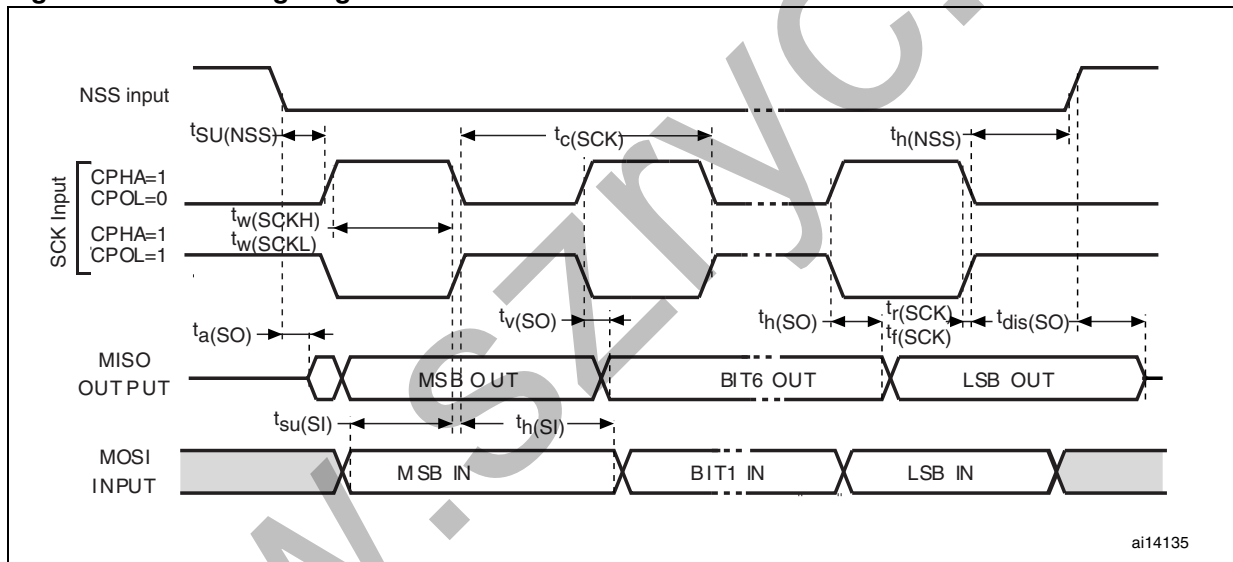 NSS input
tSU(NSS)
tc(SCK)
th(NSS)
SCK Input
CPHA=1
CPOL=0
tw(SCKH)
tw(SCKL)
CPHA=1
CPOL=1
ta(SO)
tv(SO)
th(SO)
tr(SCK)
tf(SCK)
tdis(SO)
MISO
OUTPUT
MSB OUT
BIT6 OUT
LSB OUT
tsu(SI)
th(SI)
MOSI
INPUT
MSB IN
BIT1 IN
LSB IN
ai14135
w.szryc.